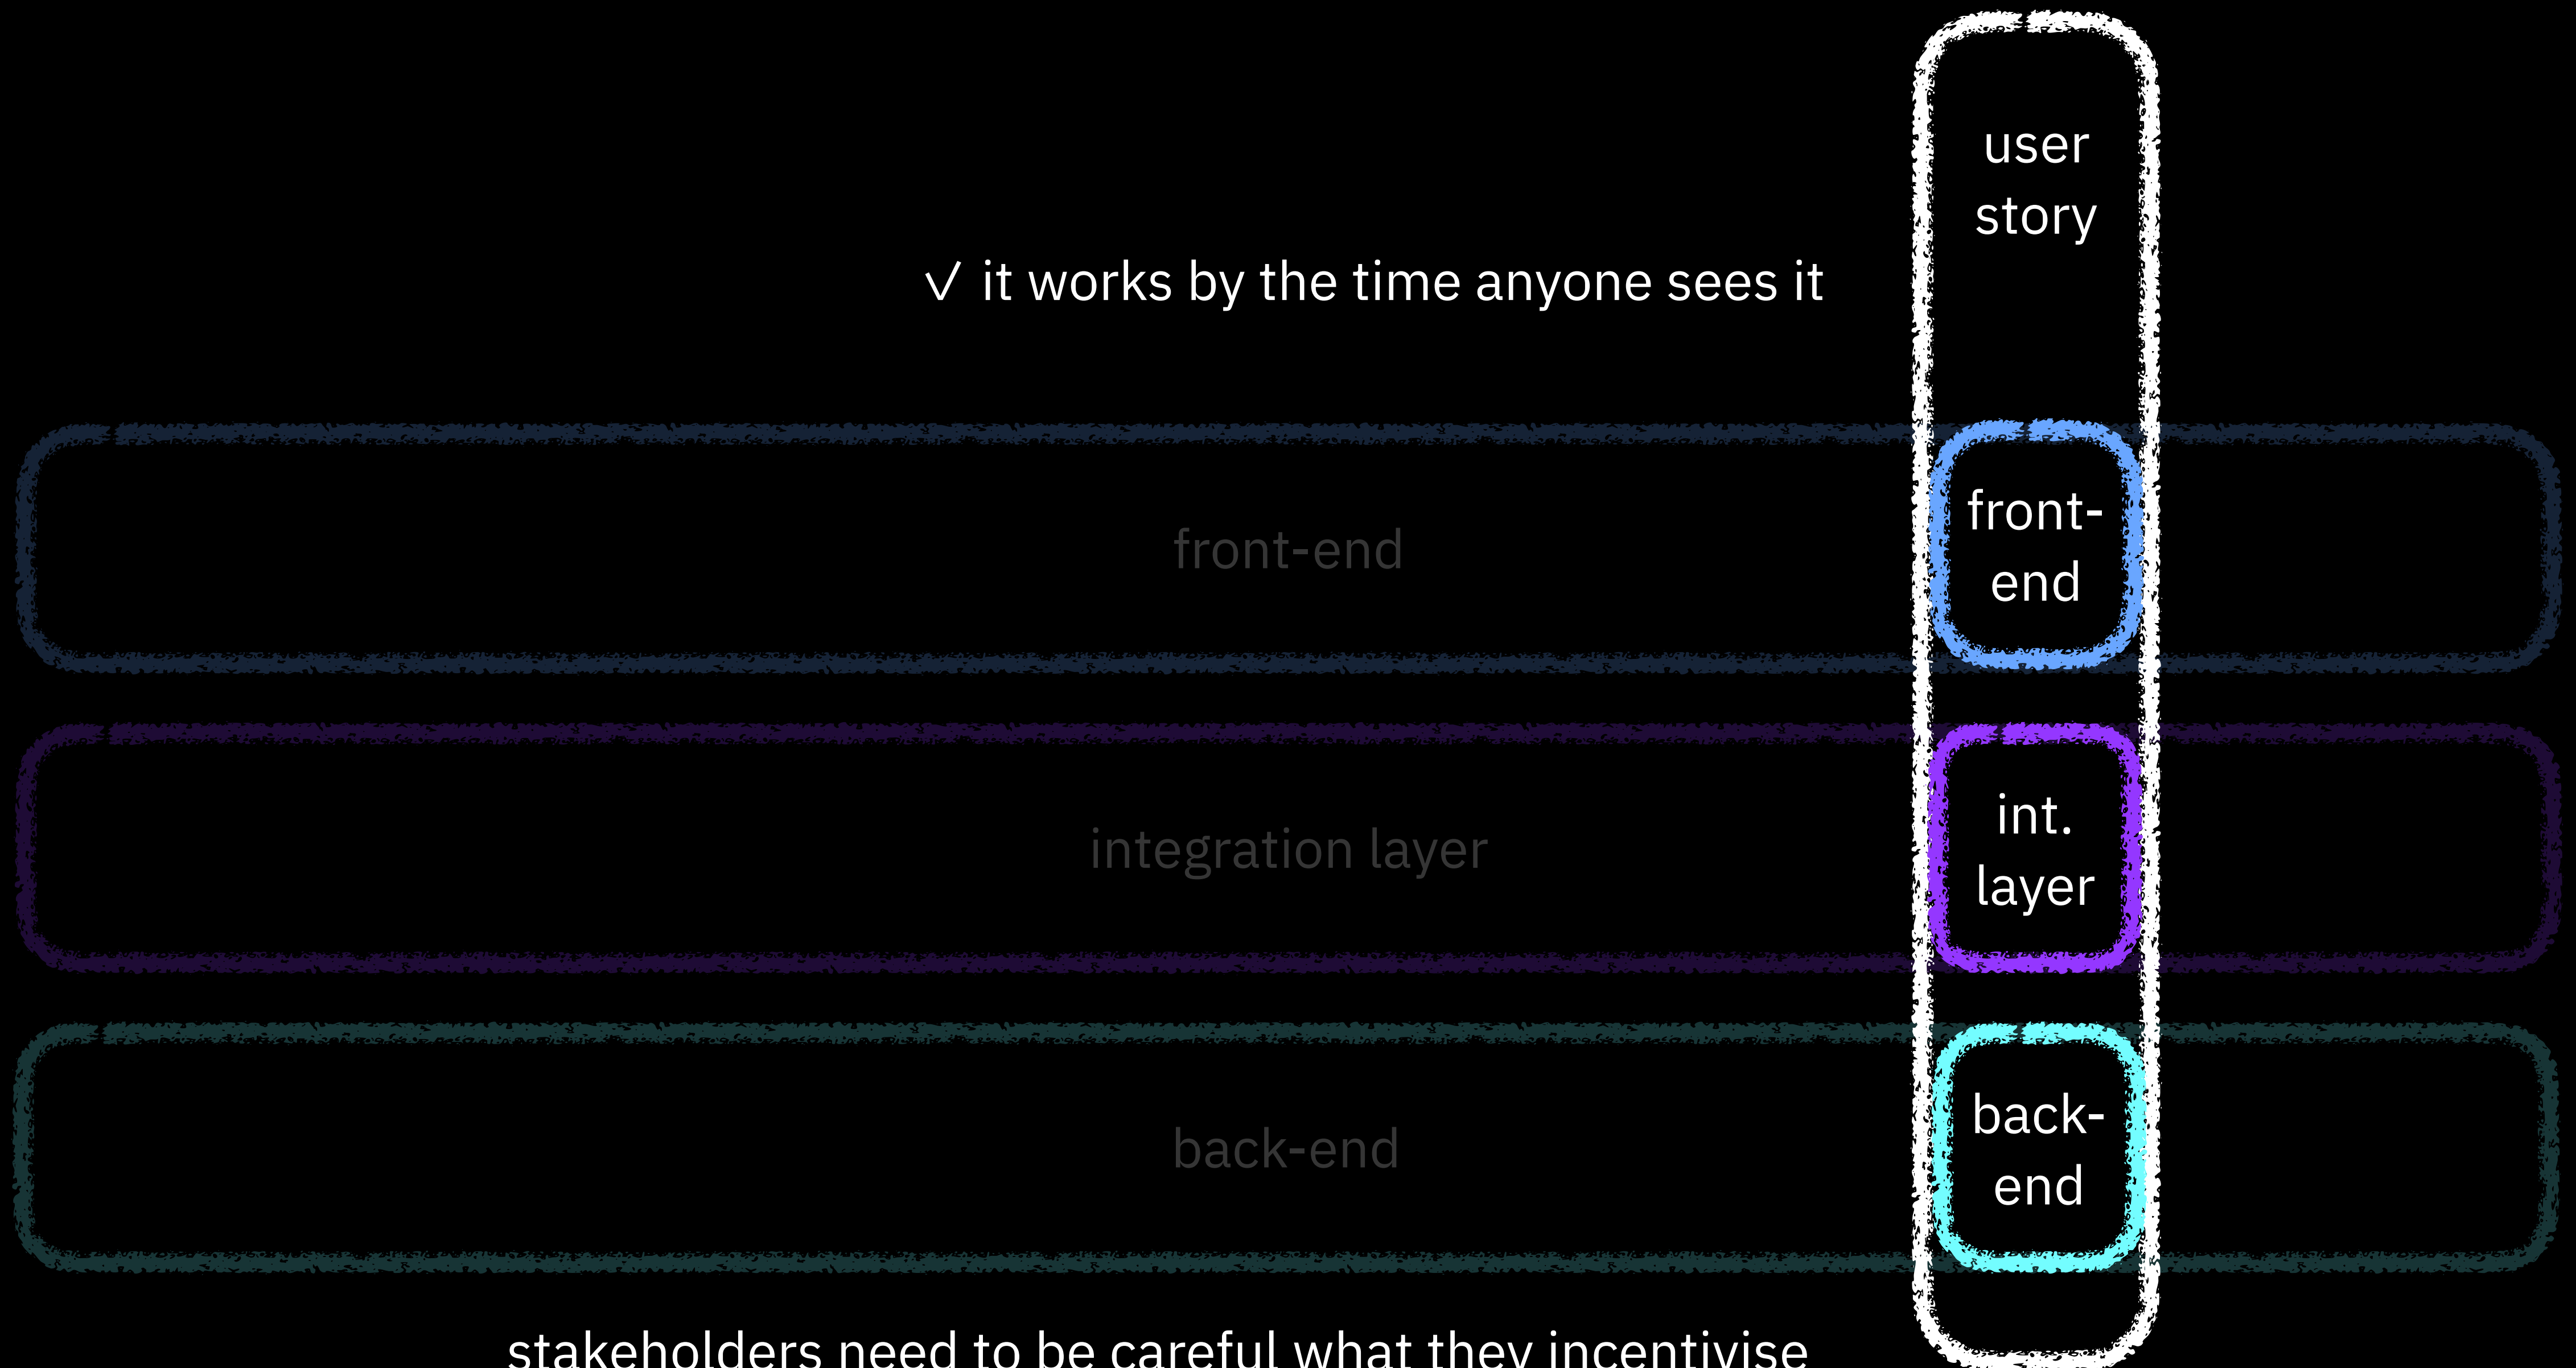 user
story
✓ it works by the time anyone sees it
front-end
front-
end
integration layer
int.
layer
back-end
back-
end
stakeholders need to be careful what they incentivise